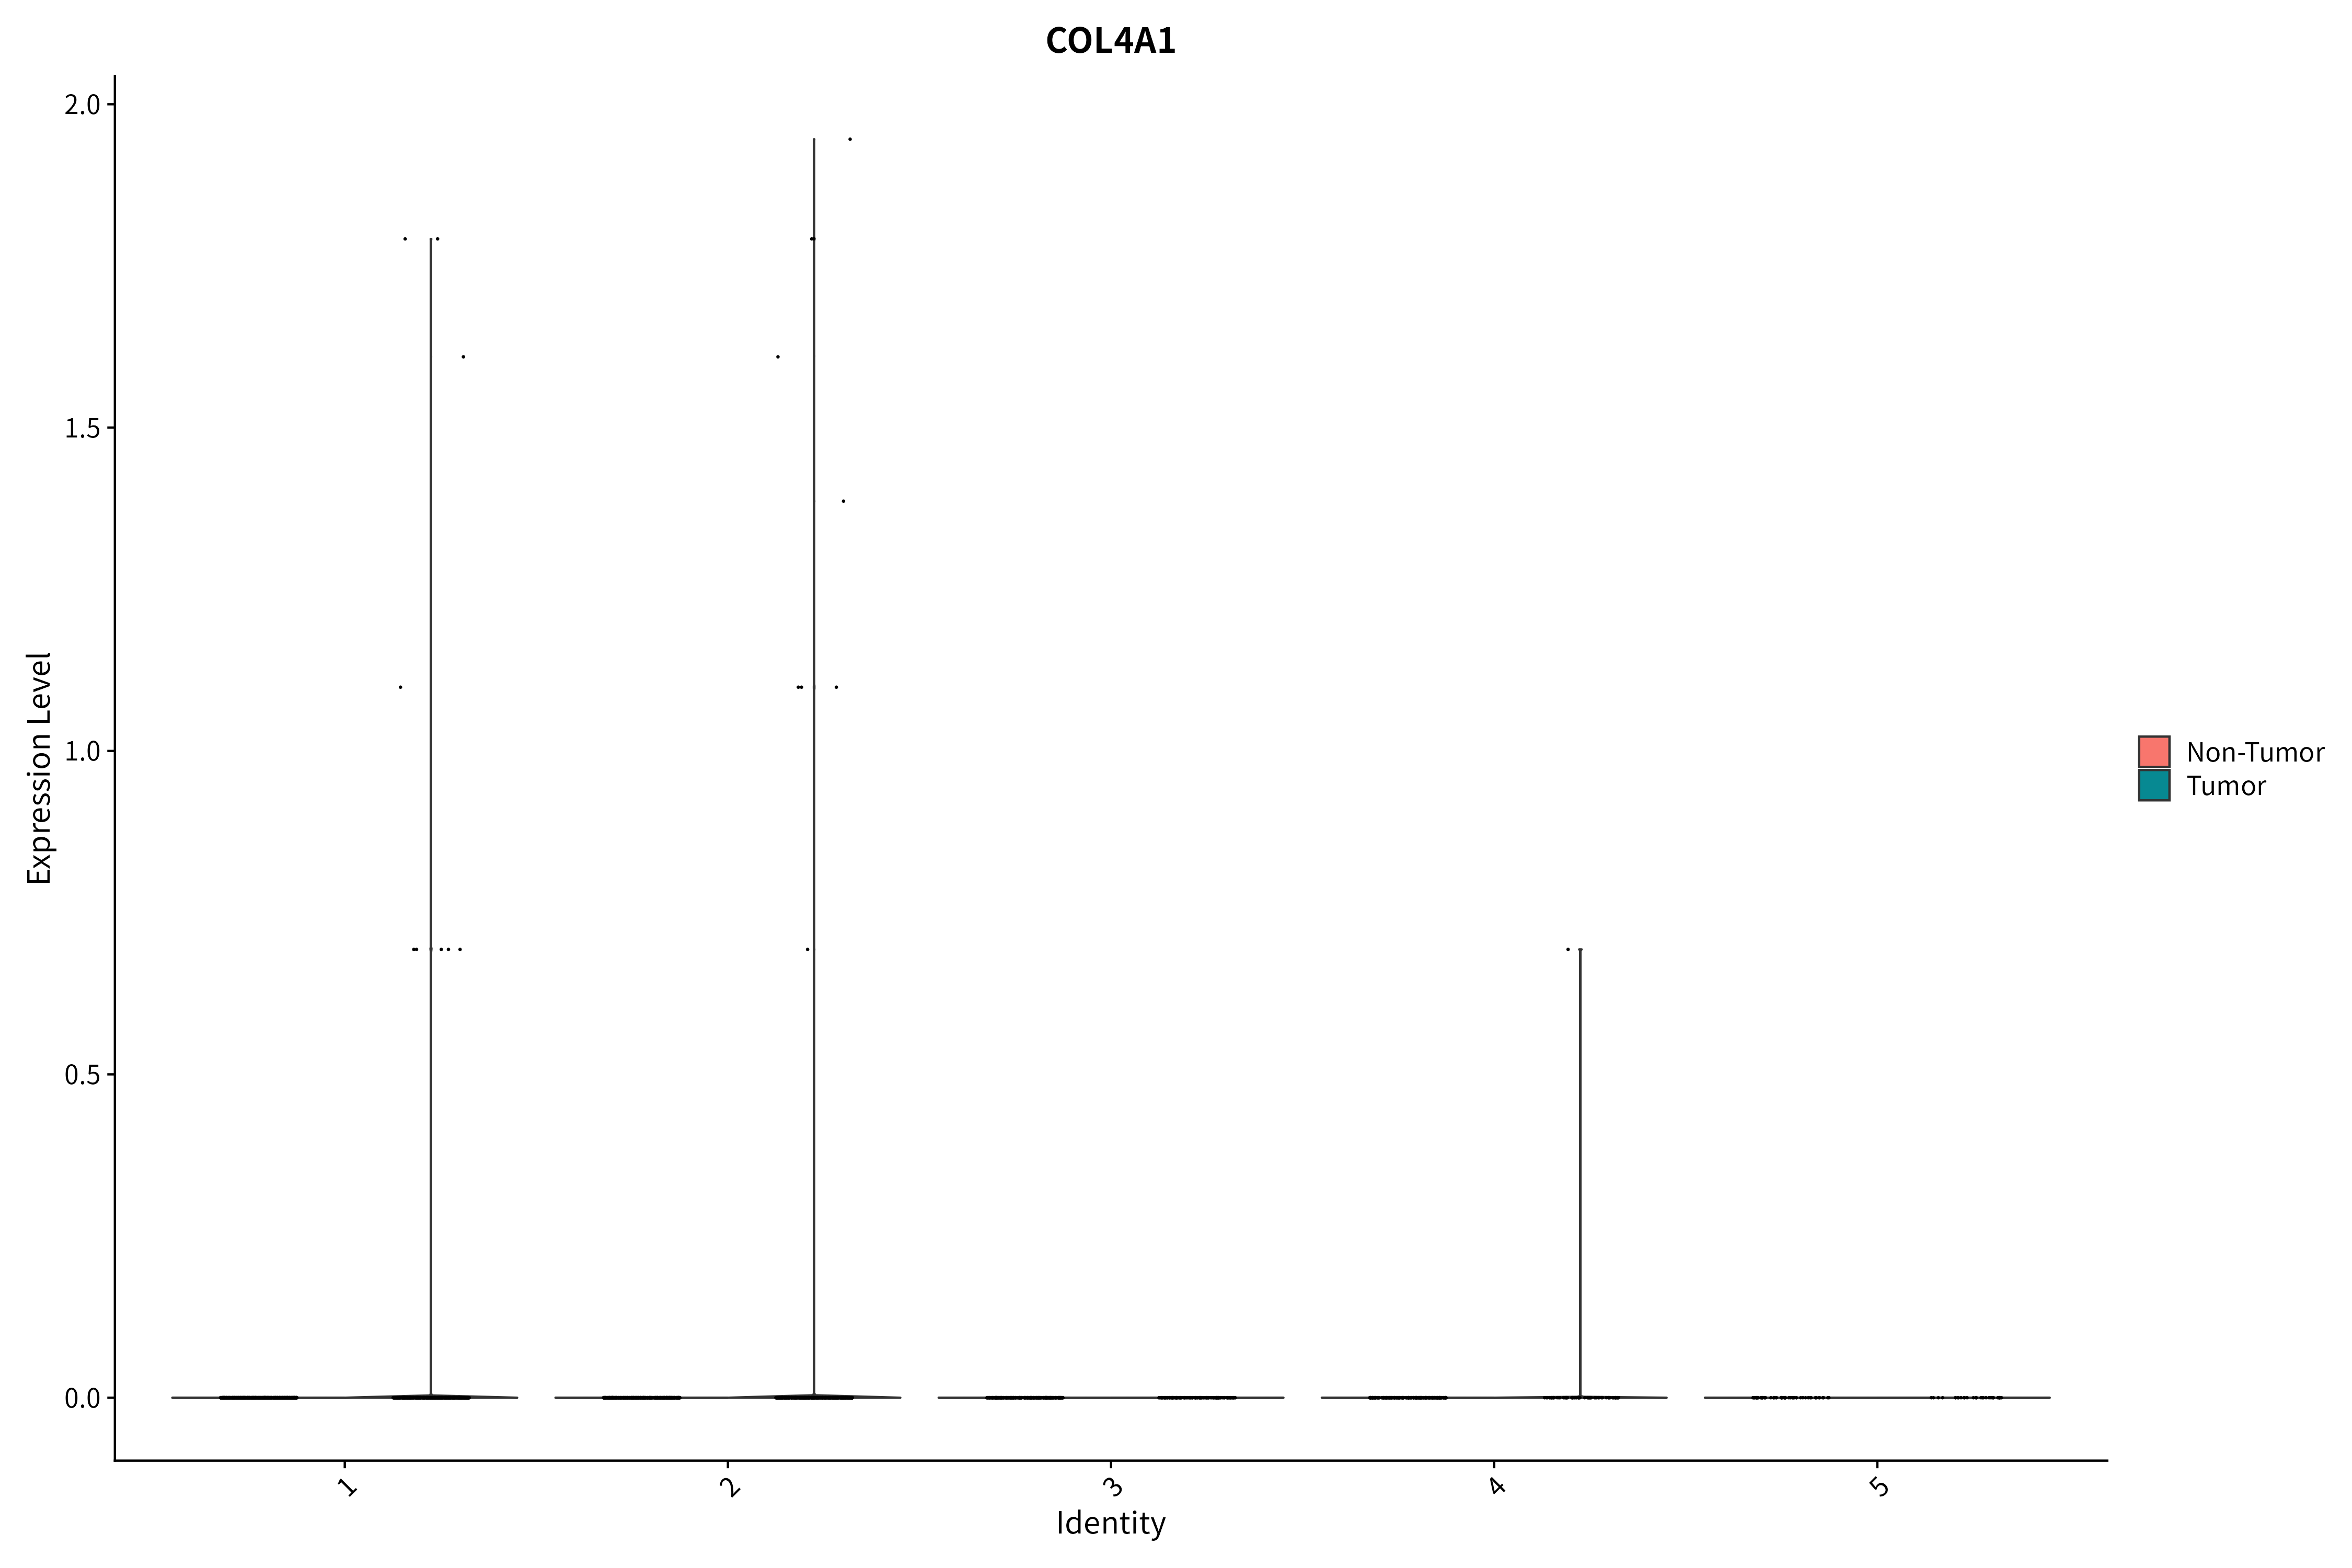 COL4A1
2.0
1.5
1.0
0.5
0.0
Expression Level
1
2
3
4
5
Identity
Non-Tumor
Tumor